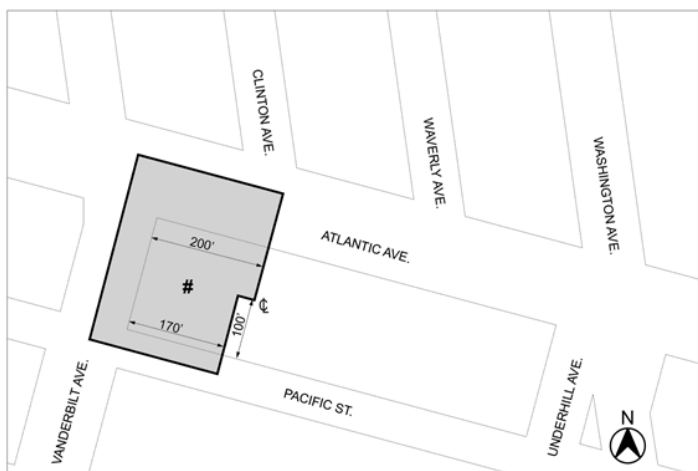 CLINTON AVE.
WAVERLY AVE.
WASHINGTON AVE.
ATLANTIC AVE.
200'
#
℄
170'
100'
PACIFIC ST.
VANDERBILT AVE.
UNDERHILL AVE.
N